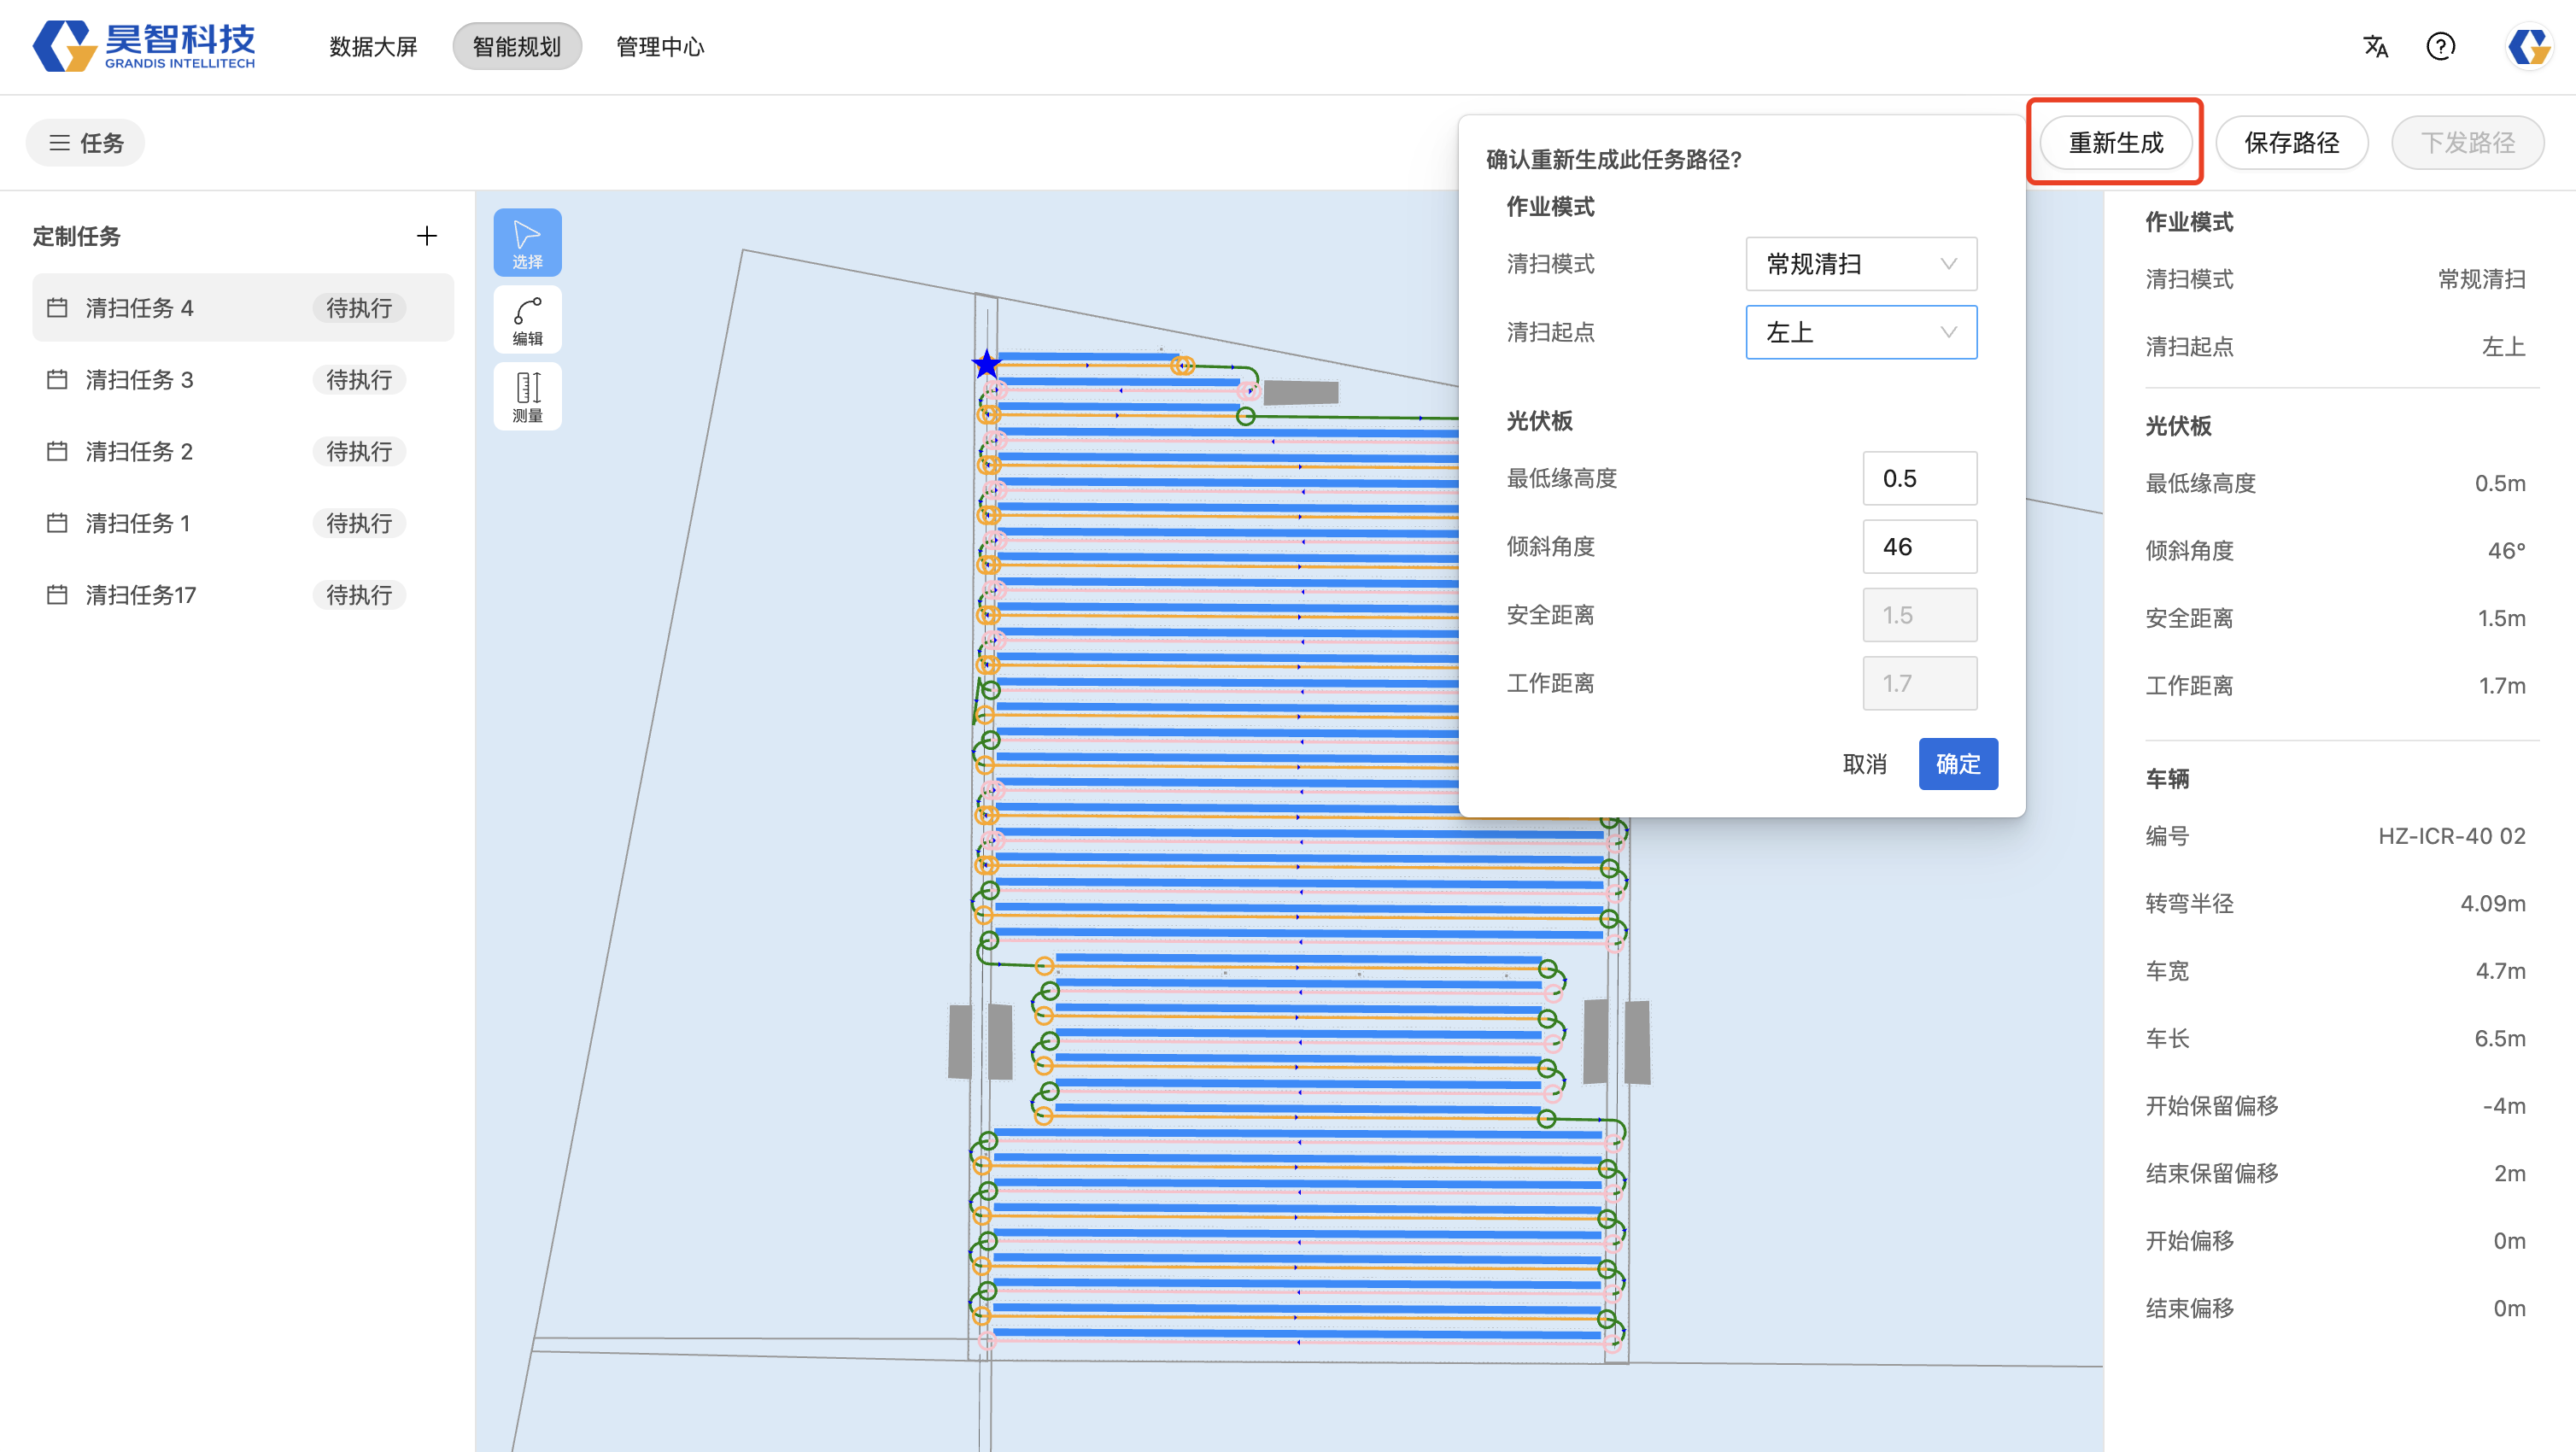 昊智科技
GRANDIS INTELLITECH
数据大屏
智能规划
管理中心
任务
重新生成
保存路径
下发路径
定制任务
清扫任务 4
待执行
清扫任务 3
待执行
清扫任务 2
待执行
清扫任务 1
待执行
清扫任务17
待执行
选择
编辑
测量
确认重新生成此任务路径?
作业模式
清扫模式
常规清扫
清扫起点
左上
光伏板
最低缘高度
0.5
倾斜角度
46
安全距离
1.5
工作距离
1.7
取消
确定
作业模式
清扫模式
常规清扫
清扫起点
左上
光伏板
最低缘高度
0.5m
倾斜角度
46°
安全距离
1.5m
工作距离
1.7m
车辆
编号
HZ-ICR-40 02
转弯半径
4.09m
车宽
4.7m
车长
6.5m
开始保留偏移
-4m
结束保留偏移
2m
开始偏移
0m
结束偏移
0m